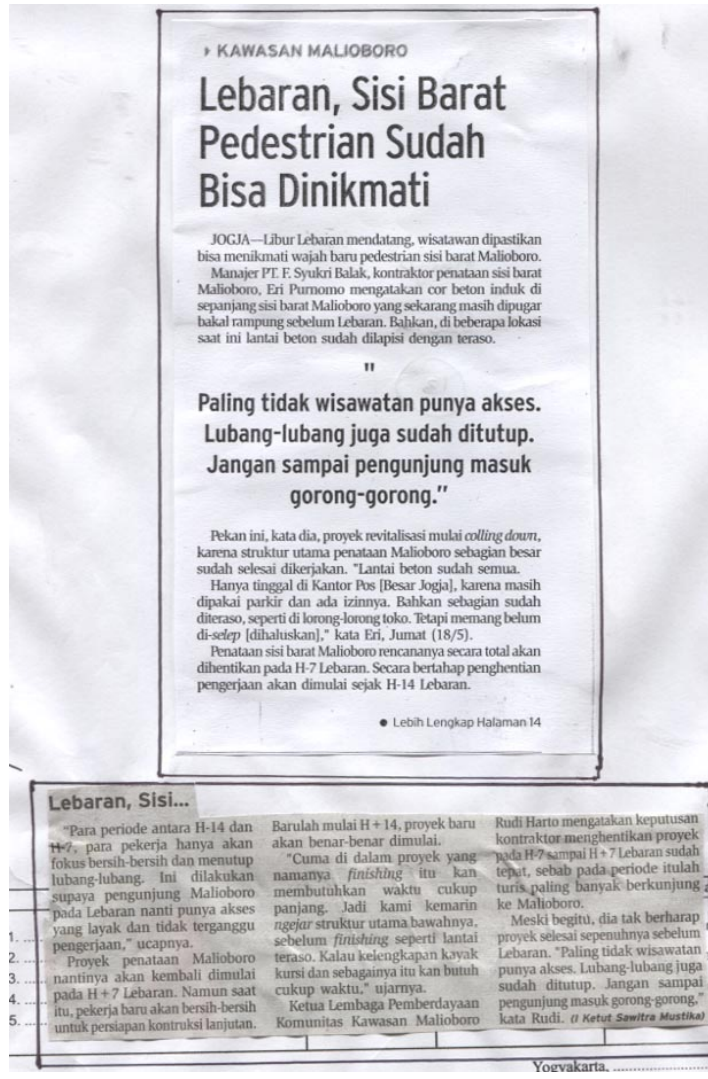 KAWASAN MALIOBORO
Lebaran, Sisi Barat
Pedestrian Sudah
Bisa Dinikmati
JOGJA—Libur Lebaran mendatang, wisatawan dipastikan
bisa menikmati wajah baru pedestrian sisi barat Malioboro.
Manajer PT. F. Syukri Balak, kontraktor penataan sisi barat
Malioboro, Eri Purnomo mengatakan cor beton induk di
sepanjang sisi barat Malioboro yang sekarang masih dipugar
bakal rampung sebelum Lebaran. Bahkan, di beberapa lokasi
saat ini lantai beton sudah dilapisi dengan teraso.
"
Paling tidak wisawatan punya akses.
Lubang-lubang juga sudah ditutup.
Jangan sampai pengunjung masuk
gorong-gorong."
Pekan ini, kata dia, proyek revitalisasi mulai colling down,
karena struktur utama penataan Malioboro sebagian besar
sudah selesai dikerjakan. "Lantai beton sudah semua.
Hanya tinggal di Kantor Pos [Besar Jogja], karena masih
dipakai parkir dan ada izinnya. Bahkan sebagian sudah
diteraso, seperti di lorong-lorong toko. Tetapi memang belum
di-selep [dihaluskan]," kata Eri, Jumat (18/5).
Penataan sisi barat Malioboro rencananya secara total akan
dihentikan pada H-7 Lebaran. Secara bertahap penghentian
pengerjaan akan dimulai sejak H-14 Lebaran.
● Lebih Lengkap Halaman 14
Lebaran, Sisi...
"Para periode antara H-14 dan
H-7, para pekerja hanya akan
fokus bersih-bersih dan menutup
lubang-lubang. Ini dilakukan
supaya pengunjung Malioboro
pada Lebaran nanti punya akses
yang layak dan tidak terganggu
pengerjaan," ucapnya.
Proyek penataan Malioboro
nantinya akan kembali dimulai
pada H+7 Lebaran. Namun saat
itu, pekerja baru akan bersih-bersih
untuk persiapan kontruksi lanjutan.
Barulah mulai H+14, proyek baru
akan benar-benar dimulai.
"Cuma di dalam proyek yang
namanya finishing itu kan
membutuhkan waktu cukup
panjang. Jadi kami kemarin
ngejar struktur utama bawahnya,
sebelum finishing seperti lantai
teraso. Kalau kelengkapan kayak
kursi dan sebagainya itu kan butuh
cukup waktu," ujarnya.
Ketua Lembaga Pemberdayaan
Komunitas Kawasan Malioboro
Rudi Harto mengatakan keputusan
kontraktor menghentikan proyek
pada H-7 sampai H+7 Lebaran sudah
tepat, sebab pada periode itulah
turis paling banyak berkunjung
ke Malioboro.
Meski begitu, dia tak berharap
proyek selesai sepenuhnya sebelum
Lebaran. "Paling tidak wisawatan
punya akses. Lubang-lubang juga
sudah ditutup. Jangan sampai
pengunjung masuk gorong-gorong,"
kata Rudi. (I Ketut Sawitra Mustika)
1. ....
2. ....
3. ....
4. ....
5. ....
Yogyakarta, ....................